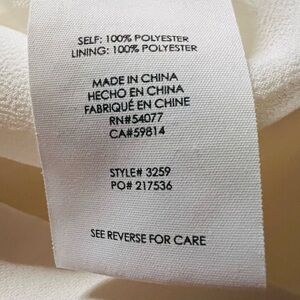 SELF: 100% POLYESTER
LINING: 100% POLYESTER
MADE IN CHINA
HECHO EN CHINA
FABRIQUÉ EN CHINE
RN#54077
CA#59814
STYLE# 3259
PO# 217536
SEE REVERSE FOR CARE